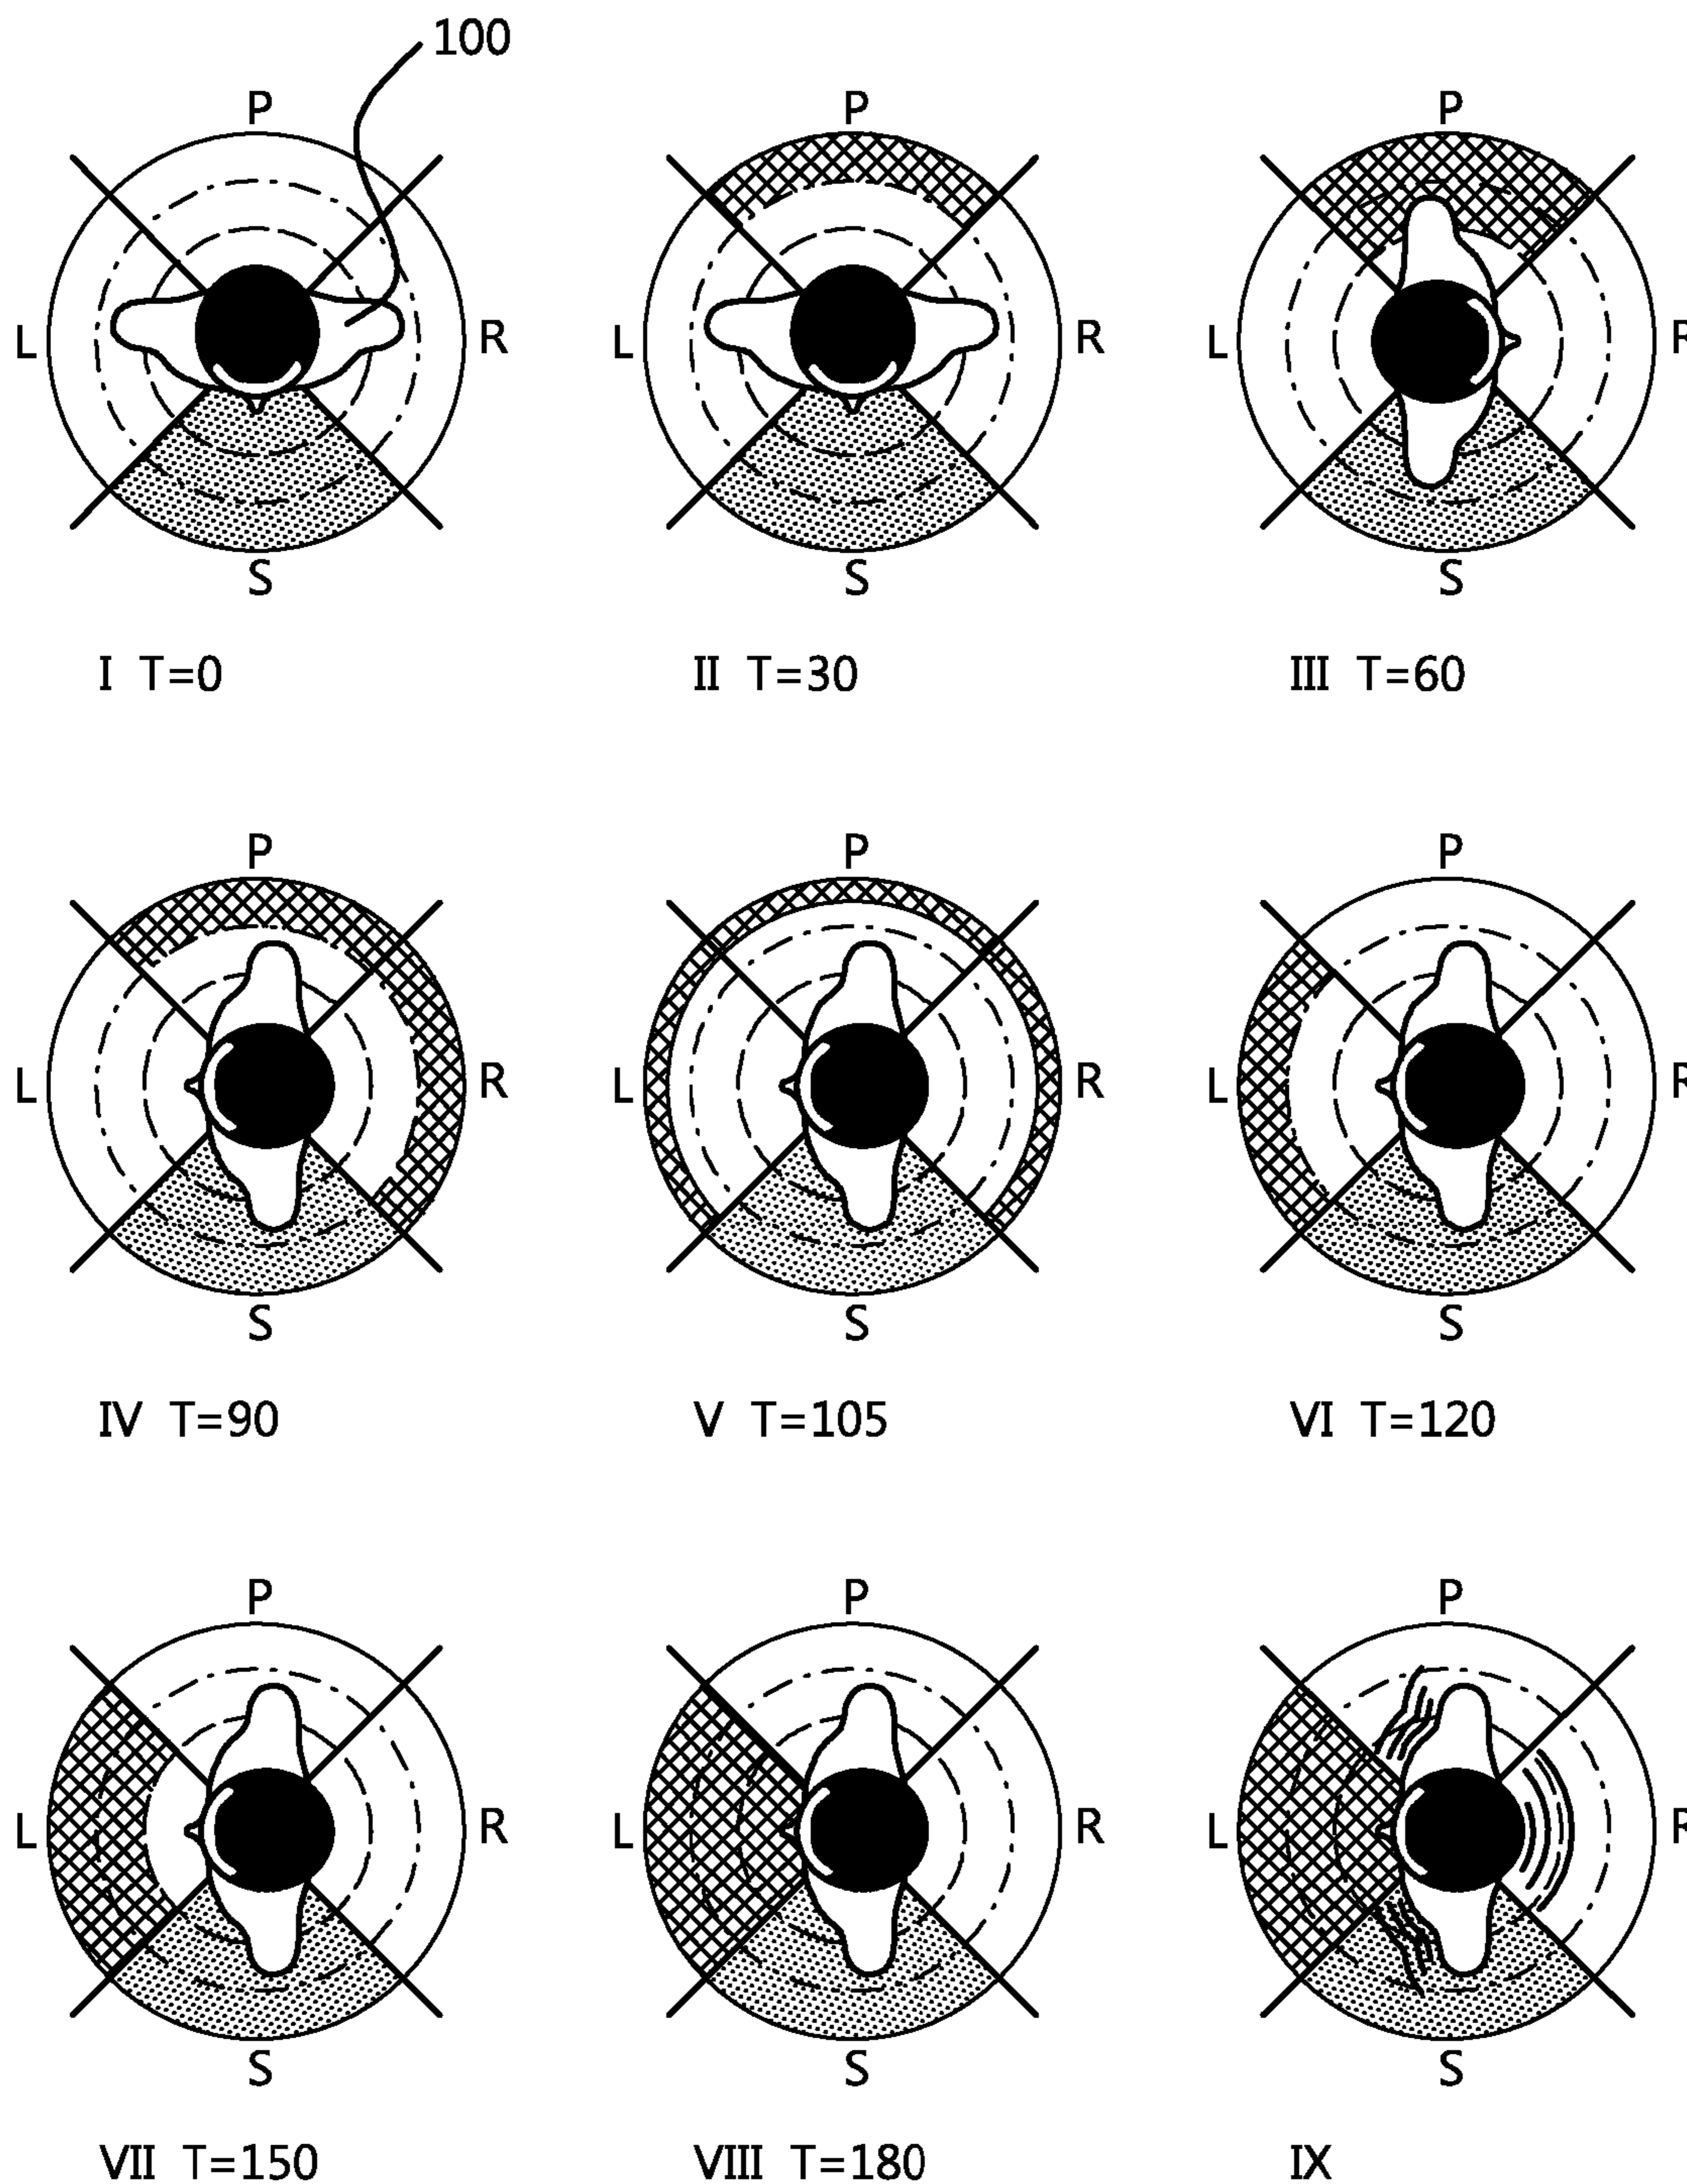 100
P P P
L R L R L R
S S S
I T=0 II T=30 III T=60
P P P
L R L R L R
S S S
IV T=90 V T=105 VI T=120
P P P
L R L R L R
S S S
VII T=150 VIII T=180 IX